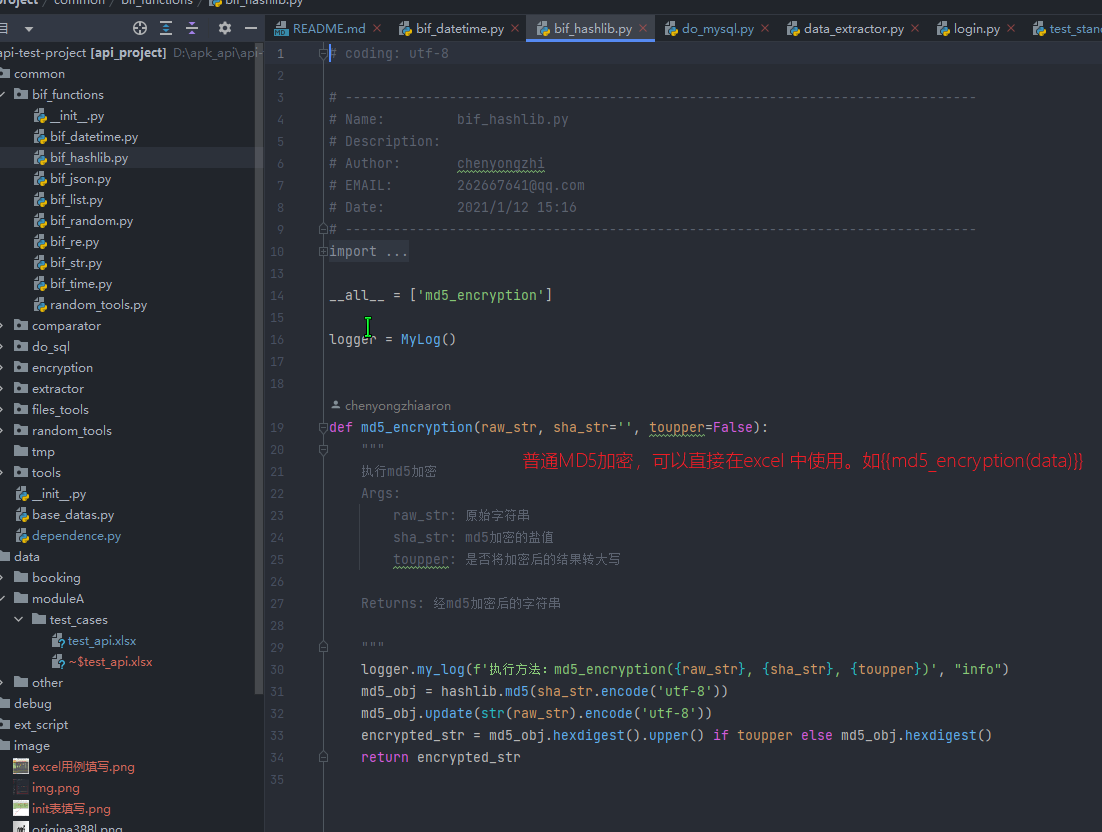 project / common / bif_functions / bif_hashlib.py
README.md
bif_datetime.py
bif_hashlib.py
do_mysql.py
data_extractor.py
login.py
api-test-project [api_project] D:\apk_api\api-
common
bif_functions
__init__.py
bif_datetime.py
bif_hashlib.py
bif_json.py
bif_list.py
bif_random.py
bif_re.py
bif_str.py
bif_time.py
random_tools.py
comparator
do_sql
encryption
extractor
files_tools
random_tools
tmp
tools
__init__.py
base_datas.py
dependence.py
data
booking
moduleA
test_cases
test_api.xlsx
~$test_api.xlsx
other
debug
ext_script
image
excel用例填写.png
img.png
init表填写.png
origina388l.png
1 # coding: utf-8
2
3 # -------------------------------------------------------------------------------
4 # Name: bif_hashlib.py
5 # Description:
6 # Author: chenyongzhi
7 # EMAIL: 262667641@qq.com
8 # Date: 2021/1/12 15:16
9 # -------------------------------------------------------------------------------
10 import ...
13
14 __all__ = ['md5_encryption']
15
16 logger = MyLog()
17
18
chenyongzhiaaron
19 def md5_encryption(raw_str, sha_str='', toupper=False):
20 """
普通MD5加密，可以直接在excel 中使用。如{{md5_encryption(data)}}
21 执行md5加密
22 Args:
23 raw_str: 原始字符串
24 sha_str: md5加密的盐值
25 toupper: 是否将加密后的结果转大写
26
27 Returns: 经md5加密后的字符串
28
29 """
30 logger.my_log(f'执行方法：md5_encryption({raw_str}, {sha_str}, {toupper})', "info")
31 md5_obj = hashlib.md5(sha_str.encode('utf-8'))
32 md5_obj.update(str(raw_str).encode('utf-8'))
33 encrypted_str = md5_obj.hexdigest().upper() if toupper else md5_obj.hexdigest()
34 return encrypted_str
35